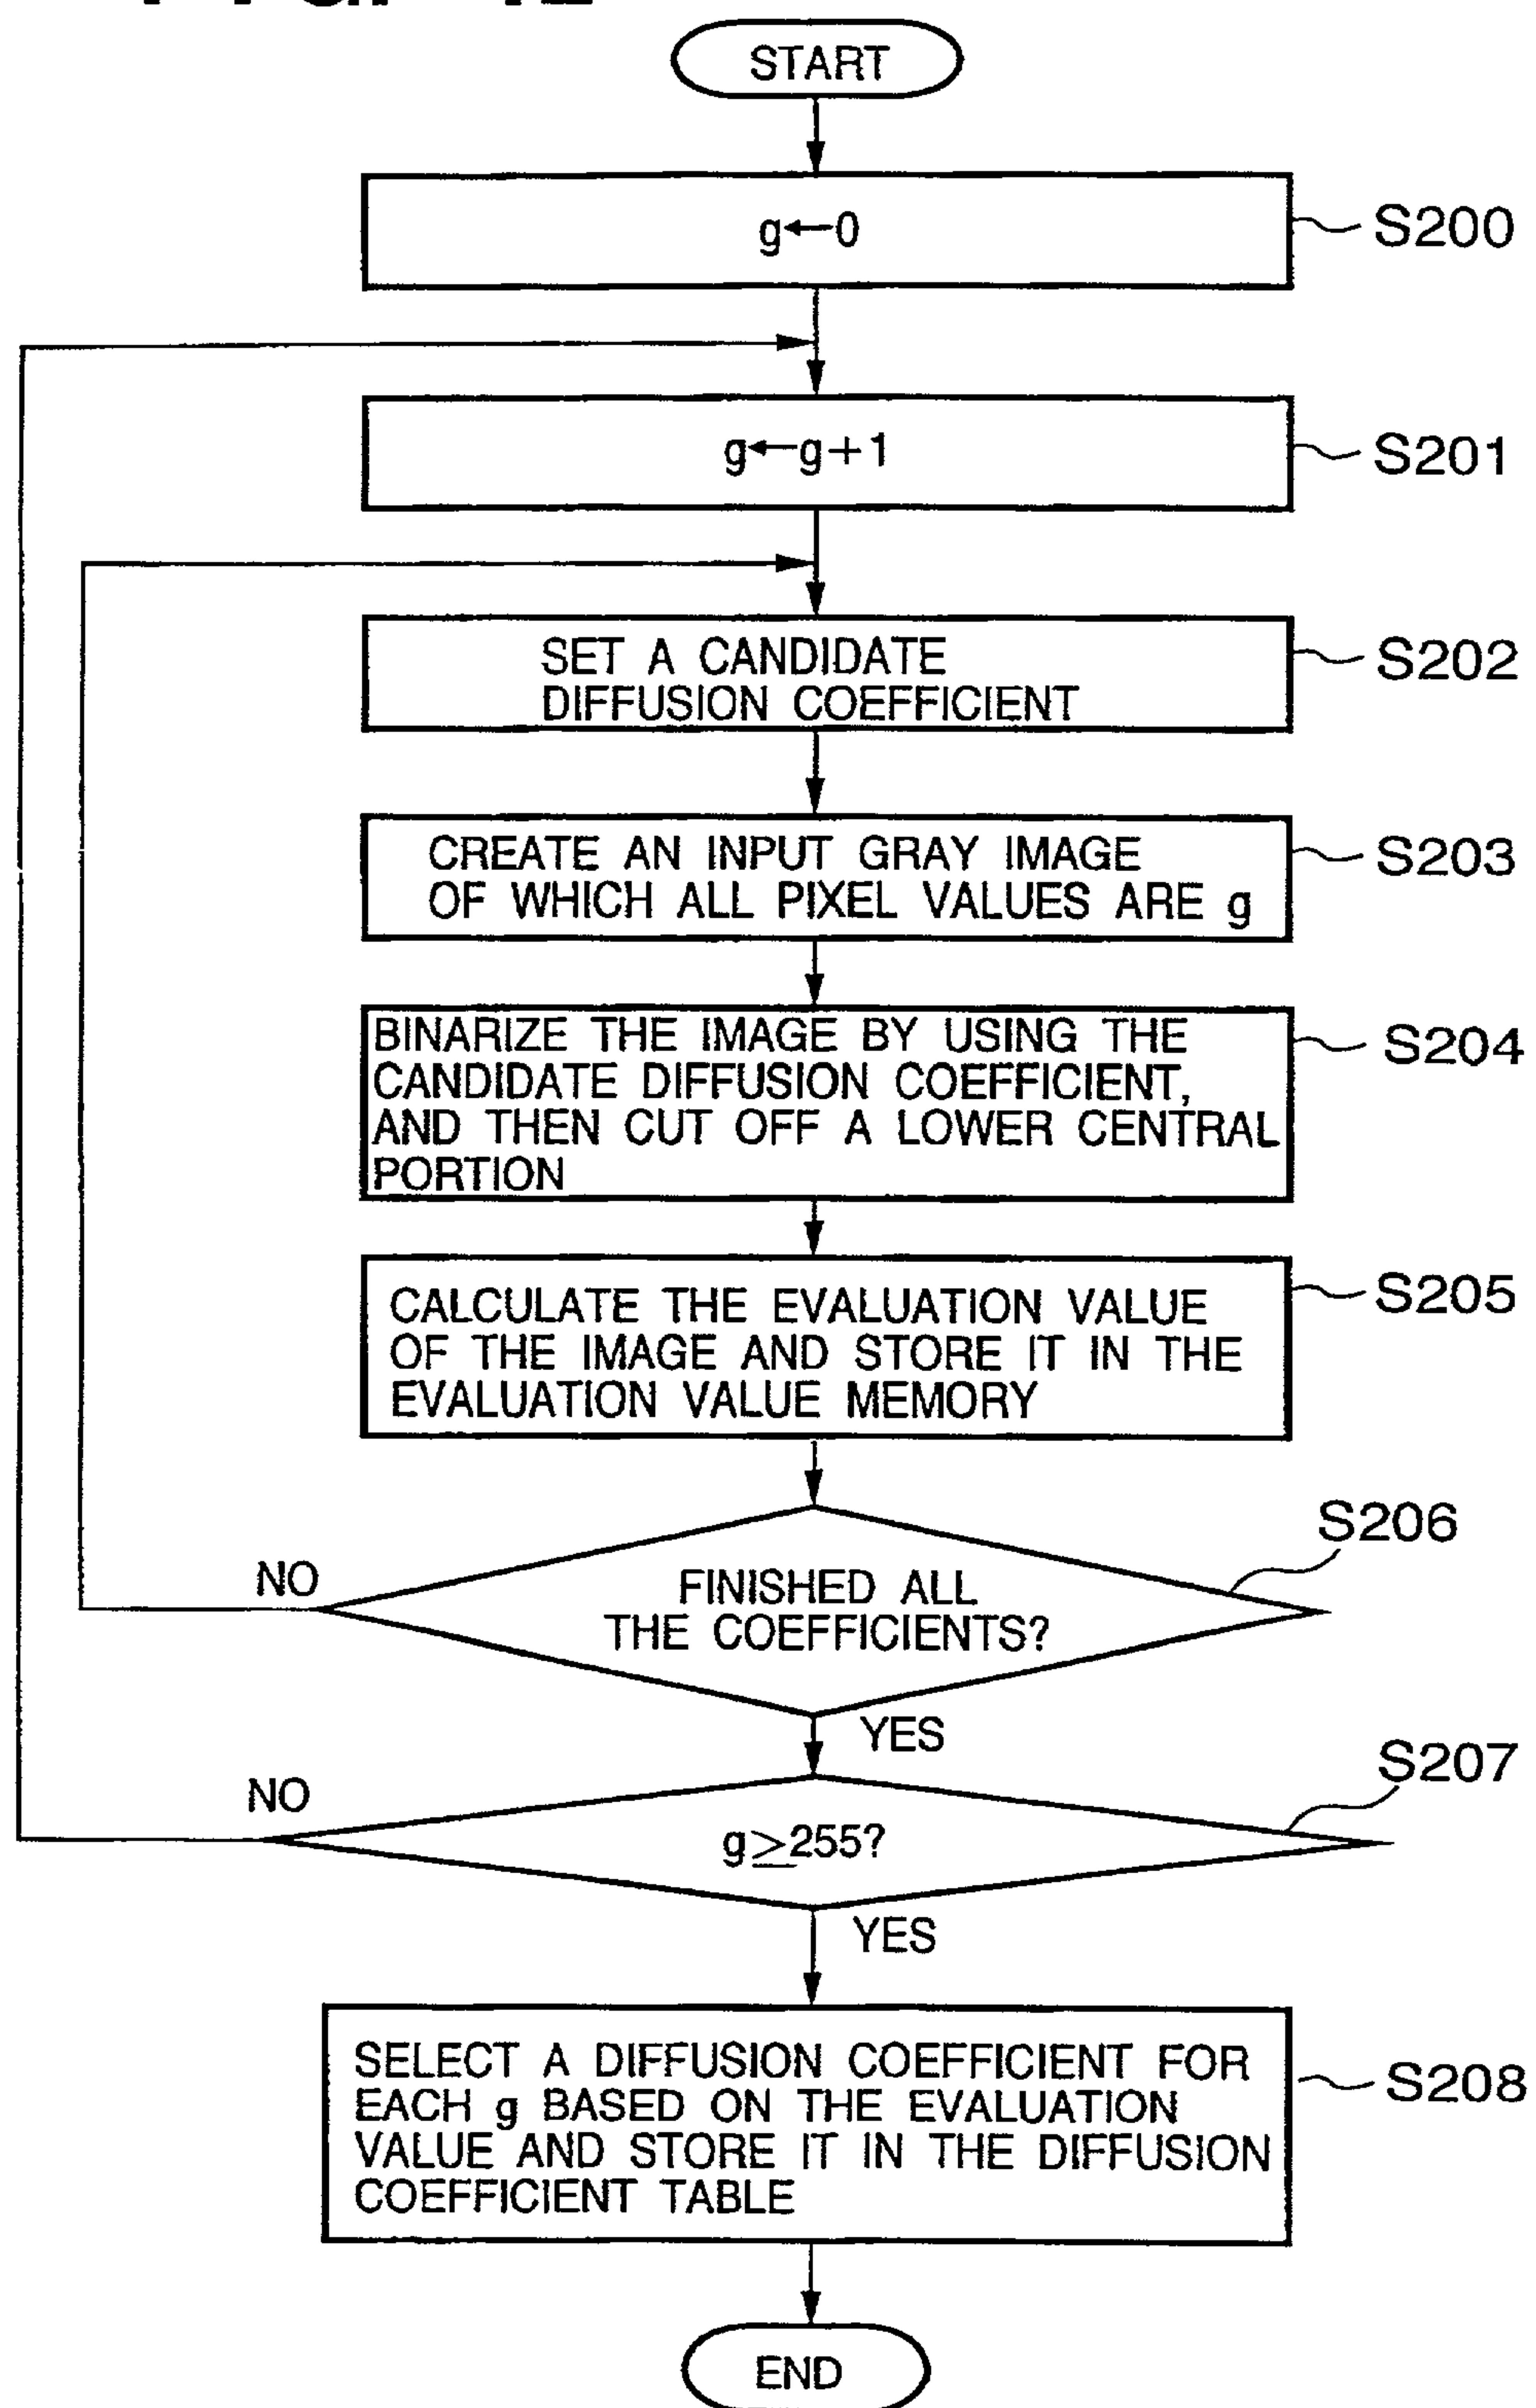 START
g←0
S200
g←g+1
S201
SET A CANDIDATE
DIFFUSION COEFFICIENT
S202
CREATE AN INPUT GRAY IMAGE
OF WHICH ALL PIXEL VALUES ARE g
S203
BINARIZE THE IMAGE BY USING THE
CANDIDATE DIFFUSION COEFFICIENT,
AND THEN CUT OFF A LOWER CENTRAL
PORTION
S204
CALCULATE THE EVALUATION VALUE
OF THE IMAGE AND STORE IT IN THE
EVALUATION VALUE MEMORY
S205
S206
NO
FINISHED ALL
THE COEFFICIENTS?
YES
S207
NO
g≥255?
YES
SELECT A DIFFUSION COEFFICIENT FOR
EACH g BASED ON THE EVALUATION
VALUE AND STORE IT IN THE DIFFUSION
COEFFICIENT TABLE
S208
END